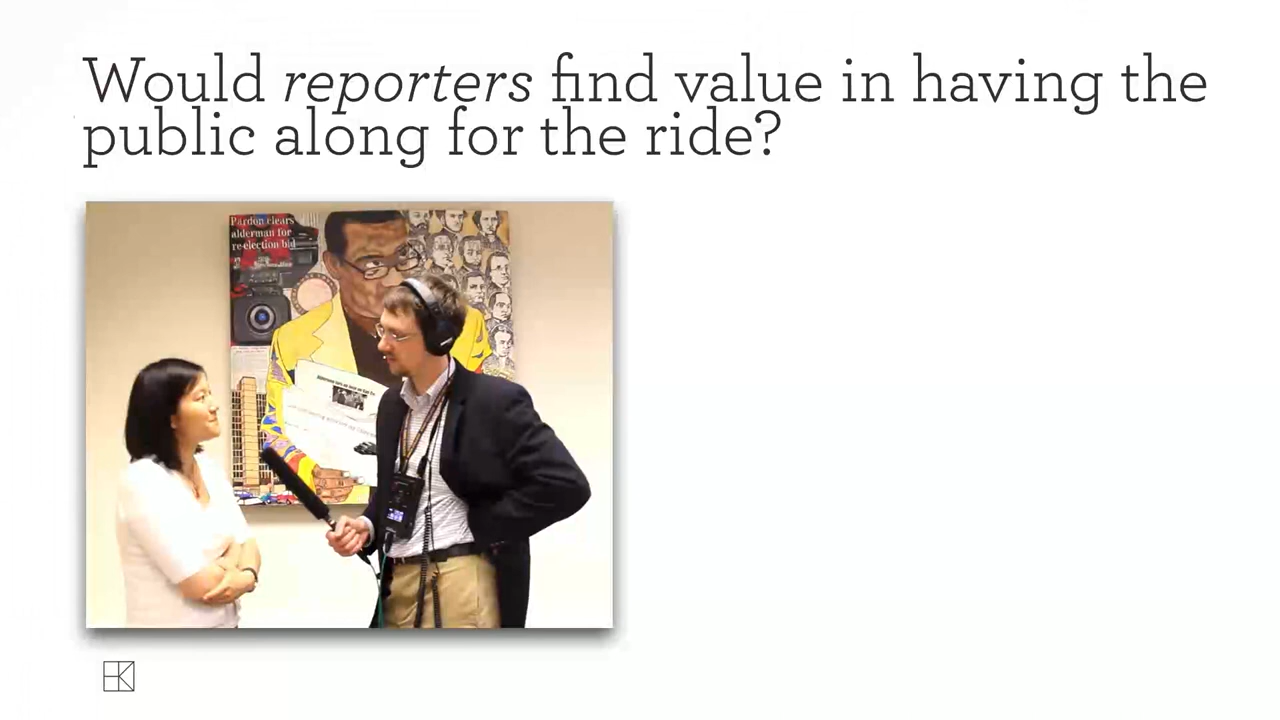 Would reporters find value in having the
public along for the ride?
Pardon clears
alderman for
re-election bid